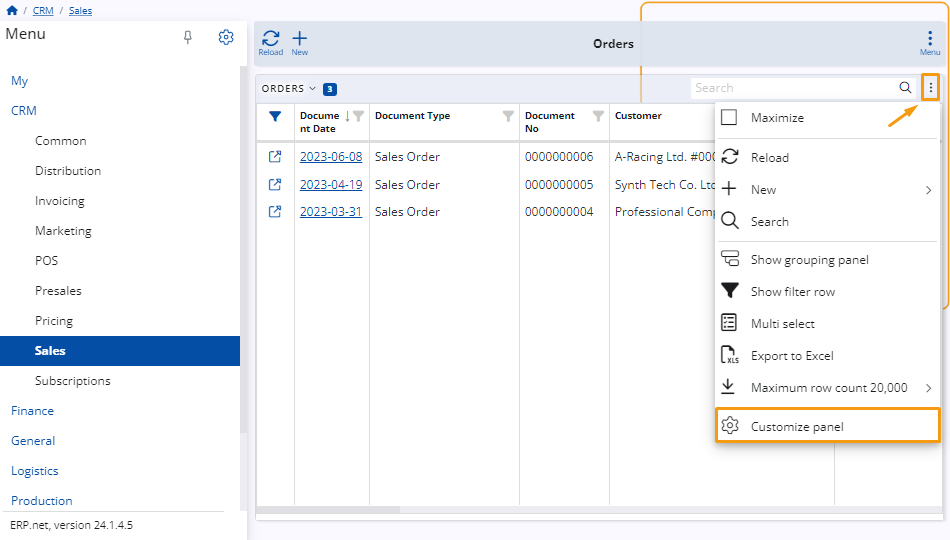 / CRM / Sales
Menu
My
CRM
Common
Distribution
Invoicing
Marketing
POS
Presales
Pricing
Sales
Subscriptions
Finance
General
Logistics
Production
ERP.net, version 24.1.4.5
Reload
New
Orders
Menu
ORDERS 3
Search
Docume
nt Date
Document Type
Document
No
Customer
2023-06-08 Sales Order 0000000006 A-Racing Ltd. #000
2023-04-19 Sales Order 0000000005 Synth Tech Co. Ltd
2023-03-31 Sales Order 0000000004 Professional Comp
Maximize
Reload
New
Search
Show grouping panel
Show filter row
Multi select
XLS
Export to Excel
Maximum row count 20,000
Customize panel